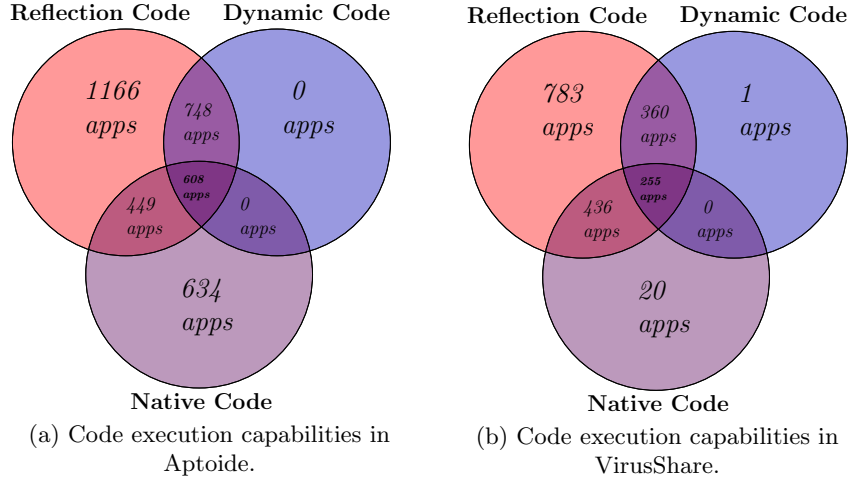 Reflection Code
Dynamic Code
1166
apps
748
apps
0
apps
608
apps
449
apps
0
apps
634
apps
Native Code
(a) Code execution capabilities in
Aptoide.
Reflection Code
Dynamic Code
783
apps
360
apps
1
apps
255
apps
436
apps
0
apps
20
apps
Native Code
(b) Code execution capabilities in
VirusShare.